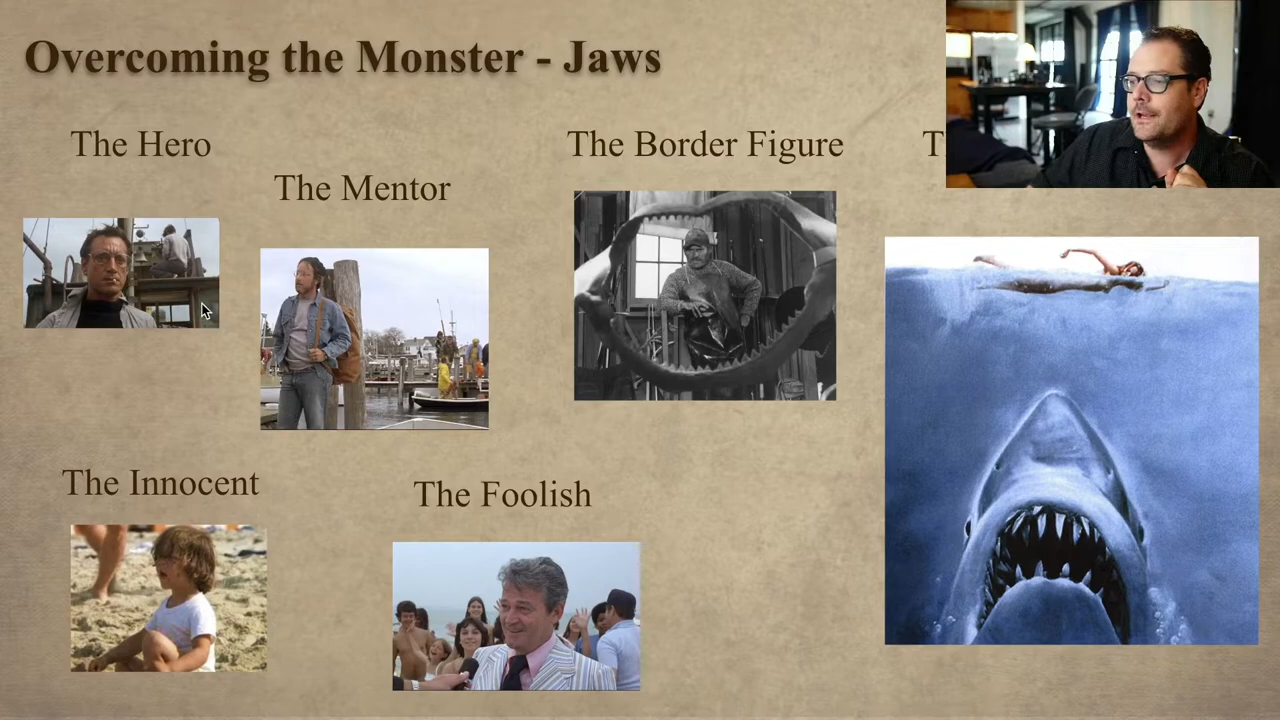 Overcoming the Monster - Jaws
The Hero
The Mentor
The Border Figure
T
The Innocent
The Foolish